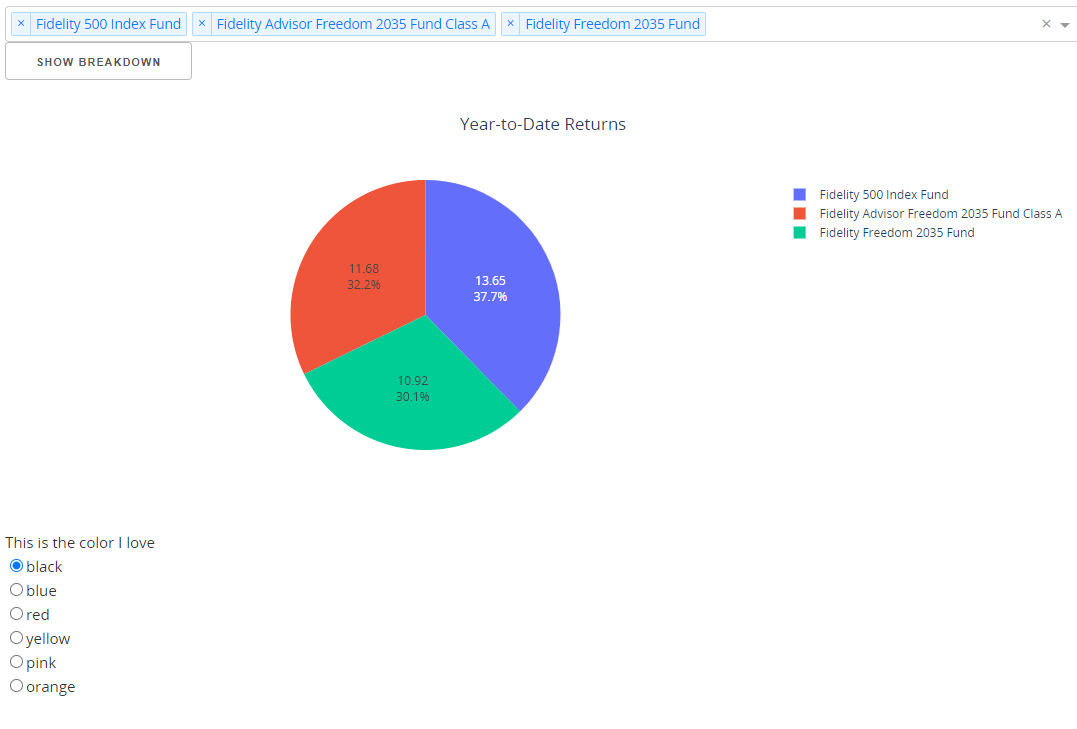 × Fidelity 500 Index Fund × Fidelity Advisor Freedom 2035 Fund Class A × Fidelity Freedom 2035 Fund ×
SHOW BREAKDOWN
Year-to-Date Returns
Fidelity 500 Index Fund
Fidelity Advisor Freedom 2035 Fund Class A
Fidelity Freedom 2035 Fund
11.68
32.2%
13.65
37.7%
10.92
30.1%
This is the color I love
black
blue
red
yellow
pink
orange